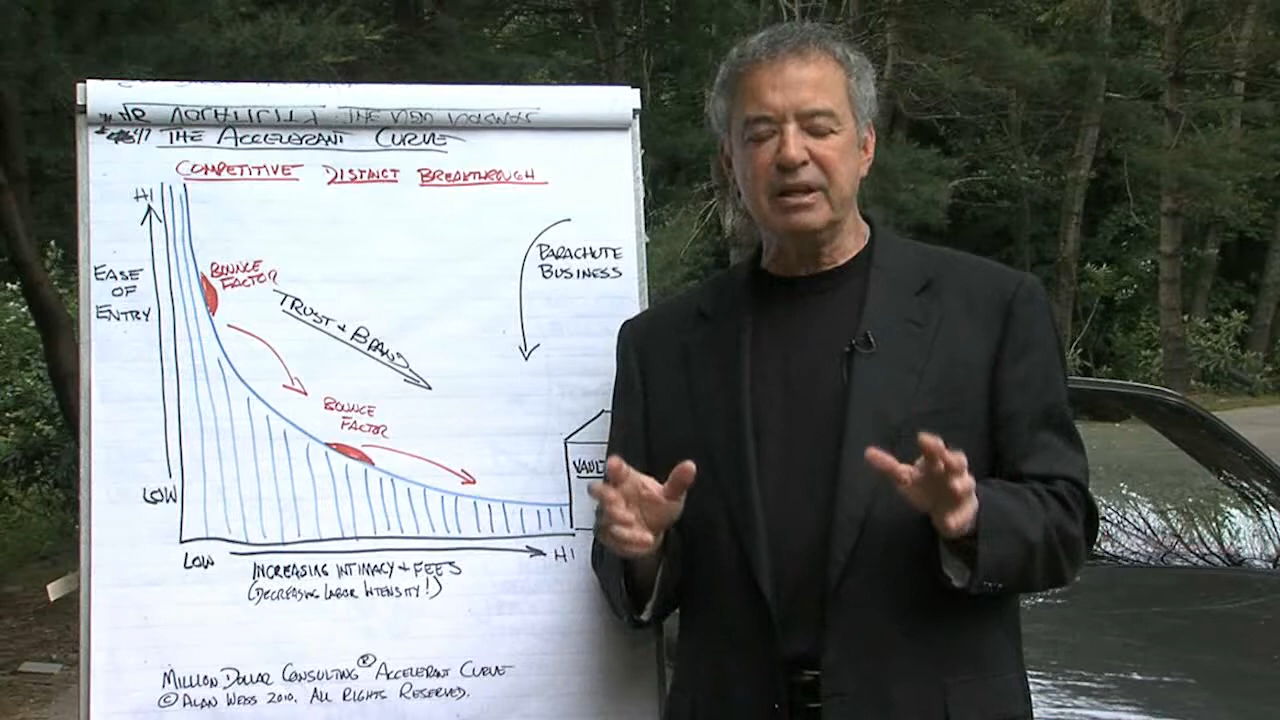 THE ACCELERANT CURVE
COMPETITIVE DISTINCT BREAKTHROUGH
HI
EASE
OF
ENTRY
LOW
BOUNCE
FACTOR
TRUST + BRAND
PARACHUTE
BUSINESS
BOUNCE
FACTOR
VAULT
LOW
HI
INCREASING INTIMACY + FEES
(DECREASING LABOR INTENSITY!)
MILLION DOLLAR CONSULTING® ACCELERANT CURVE
© ALAN WEISS 2010. ALL RIGHTS RESERVED.